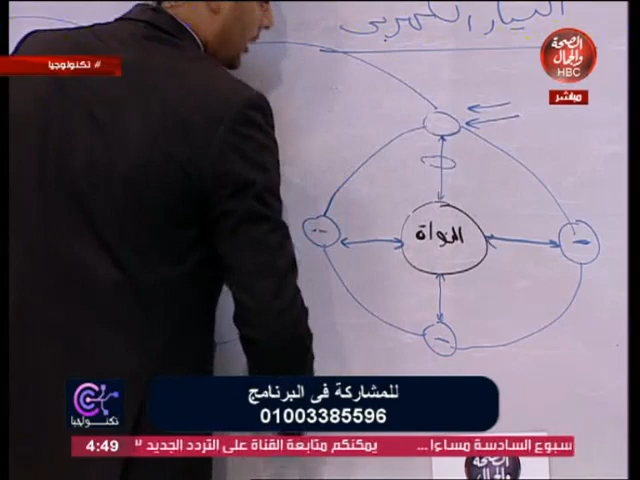 التيار الكهربى
الصحة
والجمال
HBC
مباشر
# تكنولوجيا
النواة
للمشاركة فى البرنامج
01003385596
تكنولوجيا
4:49
سبوع السادسة مساءا... يمكنكم متابعة القناة على التردد الجديد
الصحة